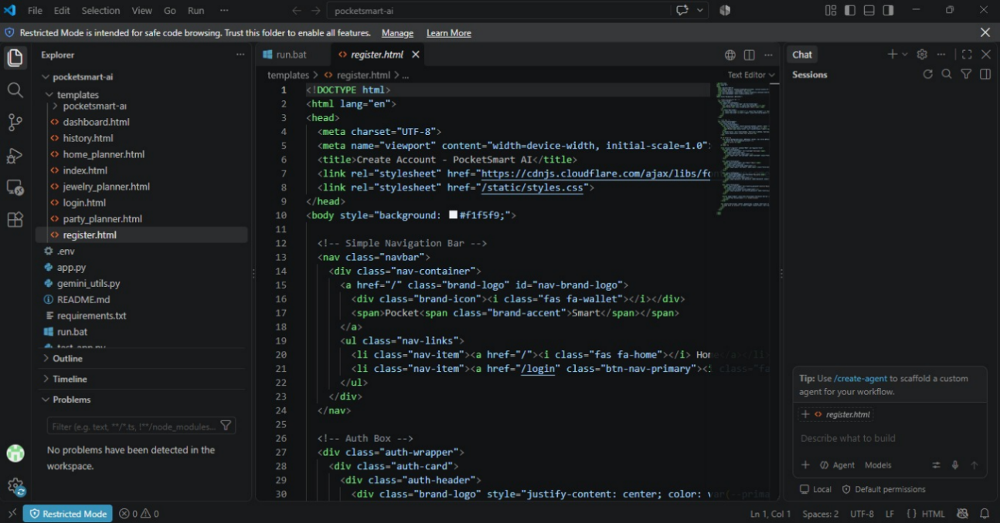 File Edit Selection View Go Run ···
pocketsmart-ai
Restricted Mode is intended for safe code browsing. Trust this folder to enable all features. Manage Learn More
Explorer
pocketsmart-ai
templates
pocketsmart-ai
dashboard.html
history.html
home_planner.html
index.html
jewelry_planner.html
login.html
party_planner.html
register.html
.env
app.py
gemini_utils.py
README.md
requirements.txt
run.bat
test_app.py
Outline
Timeline
Problems
Filter (e.g. text, **/*.ts, !**/node_modules...
No problems have been detected in the
workspace.
run.bat
register.html
templates > register.html > ...
Text Editor
1 <!DOCTYPE html>
2 <html lang="en">
3 <head>
4 <meta charset="UTF-8">
5 <meta name="viewport" content="width=device-width, initial-scale=1.0">
6 <title>Create Account - PocketSmart AI</title>
7 <link rel="stylesheet" href="https://cdnjs.cloudflare.com/ajax/libs/fo
8 <link rel="stylesheet" href="/static/styles.css">
9 </head>
10 <body style="background: #f1f5f9;">
11
12 <!-- Simple Navigation Bar -->
13 <nav class="navbar">
14 <div class="nav-container">
15 <a href="/" class="brand-logo" id="nav-brand-logo">
16 <div class="brand-icon"><i class="fas fa-wallet"></i></div>
17 <span>Pocket<span class="brand-accent">Smart</span></span>
18 </a>
19 <ul class="nav-links">
20 <li class="nav-item"><a href="/"><i class="fas fa-home"></i> Home</a></li>
21 <li class="nav-item"><a href="/login" class="btn-nav-primary"><i class="fa
22 </ul>
23 </div>
24 </nav>
25
26 <!-- Auth Box -->
27 <div class="auth-wrapper">
28 <div class="auth-card">
29 <div class="auth-header">
30 <div class="brand-logo" style="justify-content: center; color: var(--prima
Chat
Sessions
Tip: Use /create-agent to scaffold a custom
agent for your workflow.
register.html
Describe what to build
Agent Models
Local Default permissions
Restricted Mode 0 0
Ln 1, Col 1 Spaces: 2 UTF-8 LF { } HTML